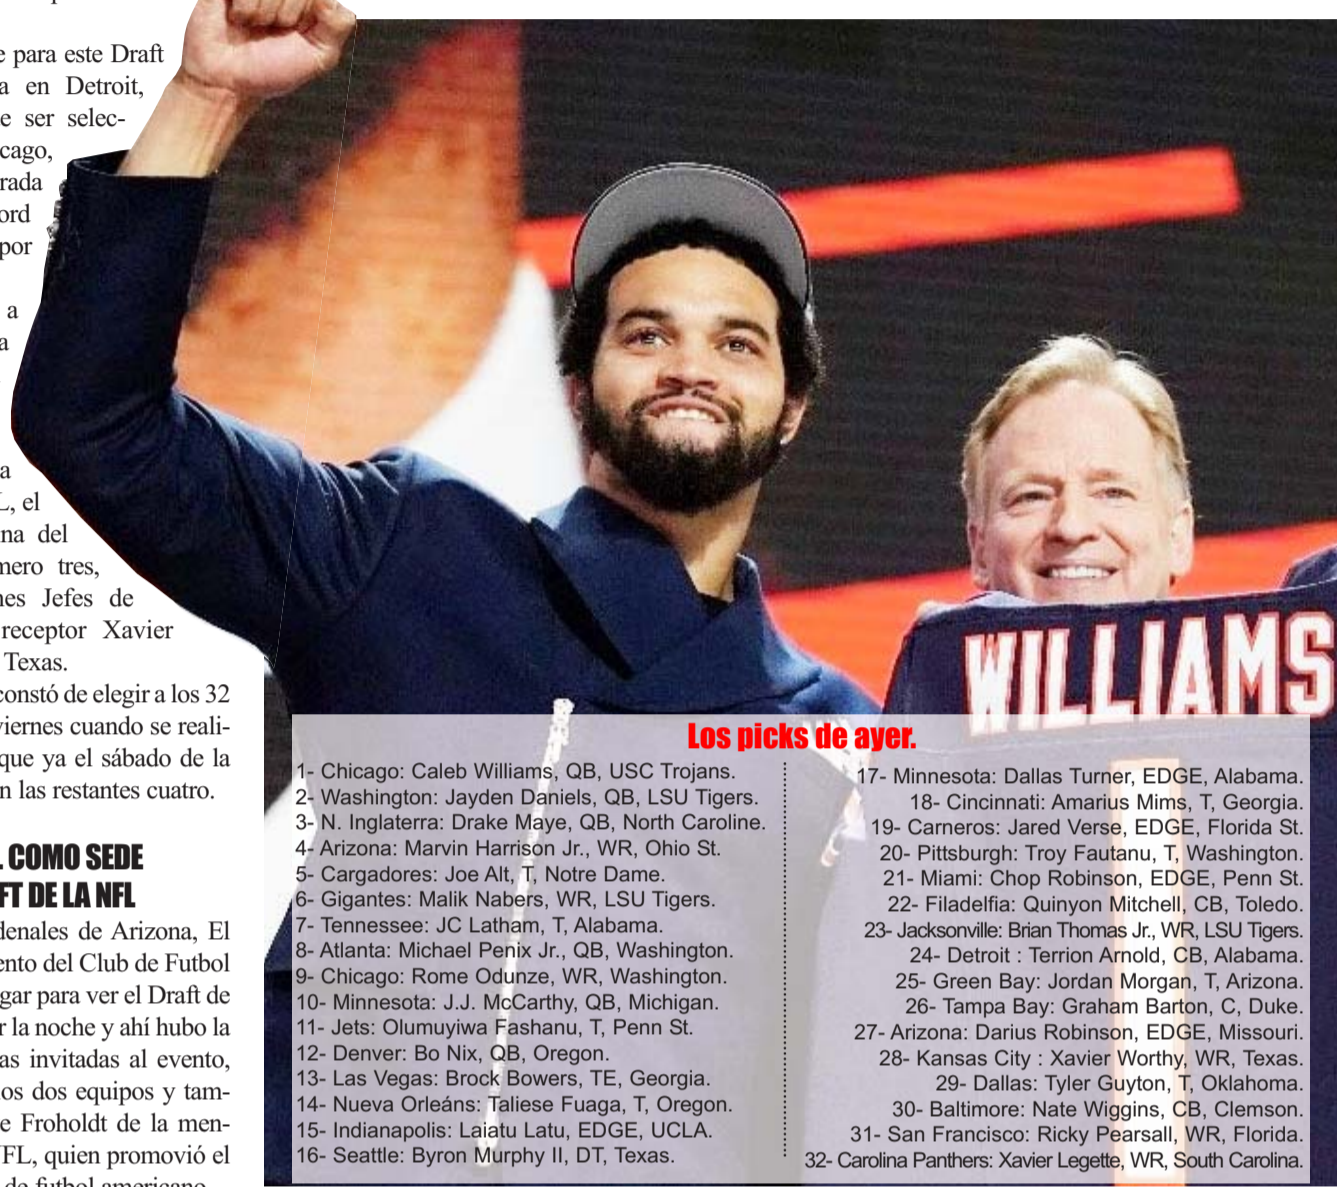 e para este Draft
a en Detroit,
e ser selec-
cago,
rada
ord
por
a
a
a
L, el
na del
mero tres,
nes Jefes de
receptor Xavier
Texas.
constó de elegir a los 32
viernes cuando se reali-
que ya el sábado de la
n las restantes cuatro.
L COMO SEDE
FT DE LA NFL
denales de Arizona, El
ento del Club de Futbol
gar para ver el Draft de
r la noche y ahí hubo la
as invitadas al evento,
los dos equipos y tam-
e Froholdt de la men-
FL, quien promovió el
de futbol americano
WILLIAMS
Los picks de ayer.
1- Chicago: Caleb Williams, QB, USC Trojans.
2- Washington: Jayden Daniels, QB, LSU Tigers.
3- N. Inglaterra: Drake Maye, QB, North Caroline.
4- Arizona: Marvin Harrison Jr., WR, Ohio St.
5- Cargadores: Joe Alt, T, Notre Dame.
6- Gigantes: Malik Nabers, WR, LSU Tigers.
7- Tennessee: JC Latham, T, Alabama.
8- Atlanta: Michael Penix Jr., QB, Washington.
9- Chicago: Rome Odunze, WR, Washington.
10- Minnesota: J.J. McCarthy, QB, Michigan.
11- Jets: Olumuyiwa Fashanu, T, Penn St.
12- Denver: Bo Nix, QB, Oregon.
13- Las Vegas: Brock Bowers, TE, Georgia.
14- Nueva Orleáns: Taliese Fuaga, T, Oregon.
15- Indianapolis: Laiatu Latu, EDGE, UCLA.
16- Seattle: Byron Murphy II, DT, Texas.
17- Minnesota: Dallas Turner, EDGE, Alabama.
18- Cincinnati: Amarius Mims, T, Georgia.
19- Carneros: Jared Verse, EDGE, Florida St.
20- Pittsburgh: Troy Fautanu, T, Washington.
21- Miami: Chop Robinson, EDGE, Penn St.
22- Filadelfia: Quinyon Mitchell, CB, Toledo.
23- Jacksonville: Brian Thomas Jr., WR, LSU Tigers.
24- Detroit : Terrion Arnold, CB, Alabama.
25- Green Bay: Jordan Morgan, T, Arizona.
26- Tampa Bay: Graham Barton, C, Duke.
27- Arizona: Darius Robinson, EDGE, Missouri.
28- Kansas City : Xavier Worthy, WR, Texas.
29- Dallas: Tyler Guyton, T, Oklahoma.
30- Baltimore: Nate Wiggins, CB, Clemson.
31- San Francisco: Ricky Pearsall, WR, Florida.
32- Carolina Panthers: Xavier Legette, WR, South Carolina.